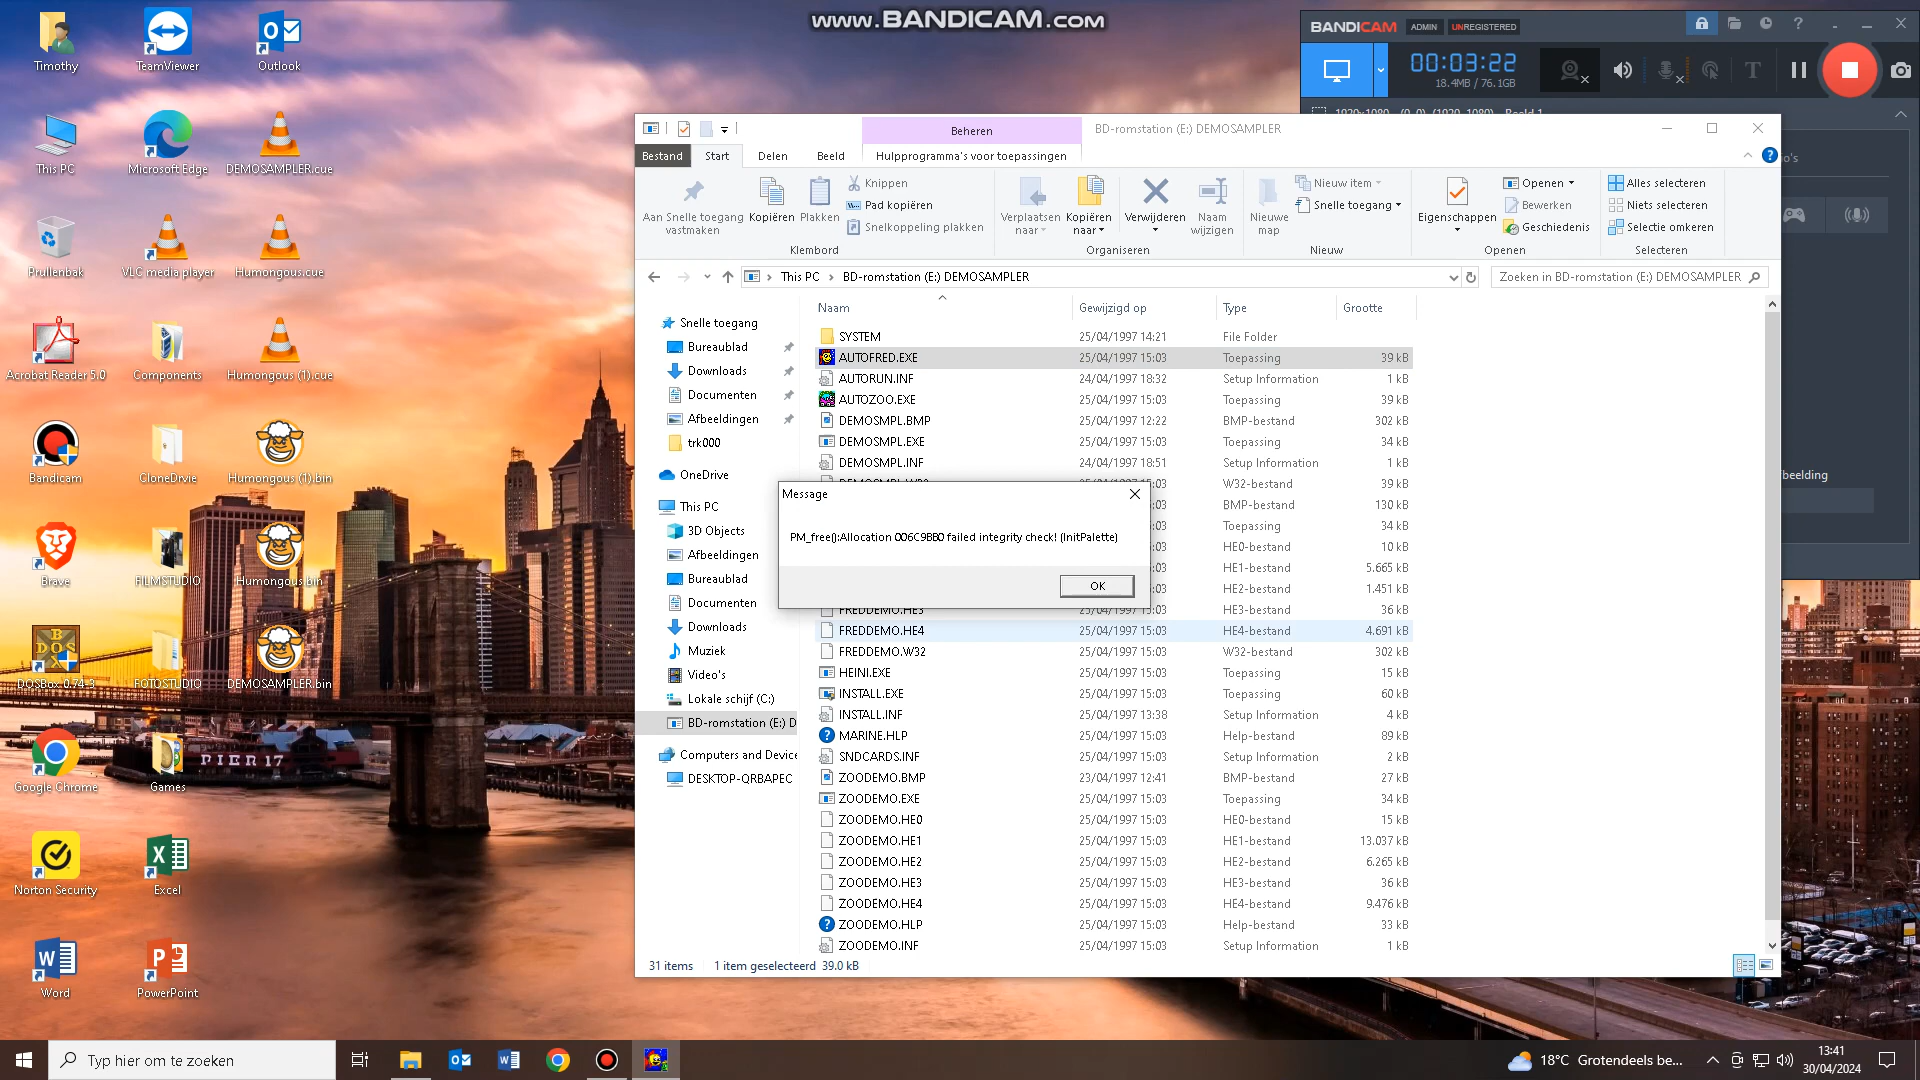 www.BANDICAM.com
Timothy
TeamViewer
Outlook
This PC
Microsoft Edge
DEMOSAMPLER.cue
Prullenbak
VLC media player
Humongous.cue
Acrobat Reader 5.0
Components
Humongous (1).cue
Bandicam
CloneDrvie
Humongous (1).bin
Brave
FILMSTUDIO
Humongous.bin
DOSBox 0.74-3
FOTOSTUDIO
DEMOSAMPLER.bin
Google Chrome
Games
Norton Security
Excel
Word
PowerPoint
PIER 17
BANDICAM ADMIN UNREGISTERED
00:03:22
18.4MB / 76.1GB
Beheren
BD-romstation (E:) DEMOSAMPLER
Bestand Start Delen Beeld Hulpprogramma's voor toepassingen
Aan Snelle toegang vastmaken
Kopiëren
Plakken
Knippen
Pad kopiëren
Snelkoppeling plakken
Klembord
Verplaatsen naar
Kopiëren naar
Verwijderen
Naam wijzigen
Organiseren
Nieuwe map
Nieuw item
Snelle toegang
Nieuw
Eigenschappen
Openen
Bewerken
Geschiedenis
Openen
Alles selecteren
Niets selecteren
Selectie omkeren
Selecteren
This PC > BD-romstation (E:) DEMOSAMPLER
Zoeken in BD-romstation (E:) DEMOSAMPLER
Snelle toegang
Bureaublad
Downloads
Documenten
Afbeeldingen
trk000
OneDrive
This PC
3D Objects
Afbeeldingen
Bureaublad
Documenten
Downloads
Muziek
Video's
Lokale schijf (C:)
BD-romstation (E:) D
Computers and Device
DESKTOP-QRBAPEC
Naam Gewijzigd op Type Grootte
SYSTEM 25/04/1997 14:21 File Folder
AUTOFRED.EXE 25/04/1997 15:03 Toepassing 39 kB
AUTORUN.INF 24/04/1997 18:32 Setup Information 1 kB
AUTOZOO.EXE 25/04/1997 15:03 Toepassing 39 kB
DEMOSMPL.BMP 25/04/1997 12:22 BMP-bestand 302 kB
DEMOSMPL.EXE 25/04/1997 15:03 Toepassing 34 kB
DEMOSMPL.INF 24/04/1997 18:51 Setup Information 1 kB
W32-bestand 39 kB
BMP-bestand 130 kB
Toepassing 34 kB
HE0-bestand 10 kB
HE1-bestand 5.665 kB
HE2-bestand 1.451 kB
FREDDEMO.HE3 25/04/1997 15:03 HE3-bestand 36 kB
FREDDEMO.HE4 25/04/1997 15:03 HE4-bestand 4.691 kB
FREDDEMO.W32 25/04/1997 15:03 W32-bestand 302 kB
HEINI.EXE 25/04/1997 15:03 Toepassing 15 kB
INSTALL.EXE 25/04/1997 15:03 Toepassing 60 kB
INSTALL.INF 25/04/1997 13:38 Setup Information 4 kB
MARINE.HLP 25/04/1997 15:03 Help-bestand 89 kB
SNDCARDS.INF 25/04/1997 15:03 Setup Information 2 kB
ZOODEMO.BMP 23/04/1997 12:41 BMP-bestand 27 kB
ZOODEMO.EXE 25/04/1997 15:03 Toepassing 34 kB
ZOODEMO.HE0 25/04/1997 15:03 HE0-bestand 15 kB
ZOODEMO.HE1 25/04/1997 15:03 HE1-bestand 13.037 kB
ZOODEMO.HE2 25/04/1997 15:03 HE2-bestand 6.265 kB
ZOODEMO.HE3 25/04/1997 15:03 HE3-bestand 36 kB
ZOODEMO.HE4 25/04/1997 15:03 HE4-bestand 9.476 kB
ZOODEMO.HLP 25/04/1997 15:03 Help-bestand 33 kB
ZOODEMO.INF 25/04/1997 15:03 Setup Information 1 kB
Message
PM_free():Allocation 006C9BB0 failed integrity check! (InitPalette)
OK
31 items 1 item geselecteerd 39.0 kB
Typ hier om te zoeken
18°C Grotendeels be...
13:41
30/04/2024